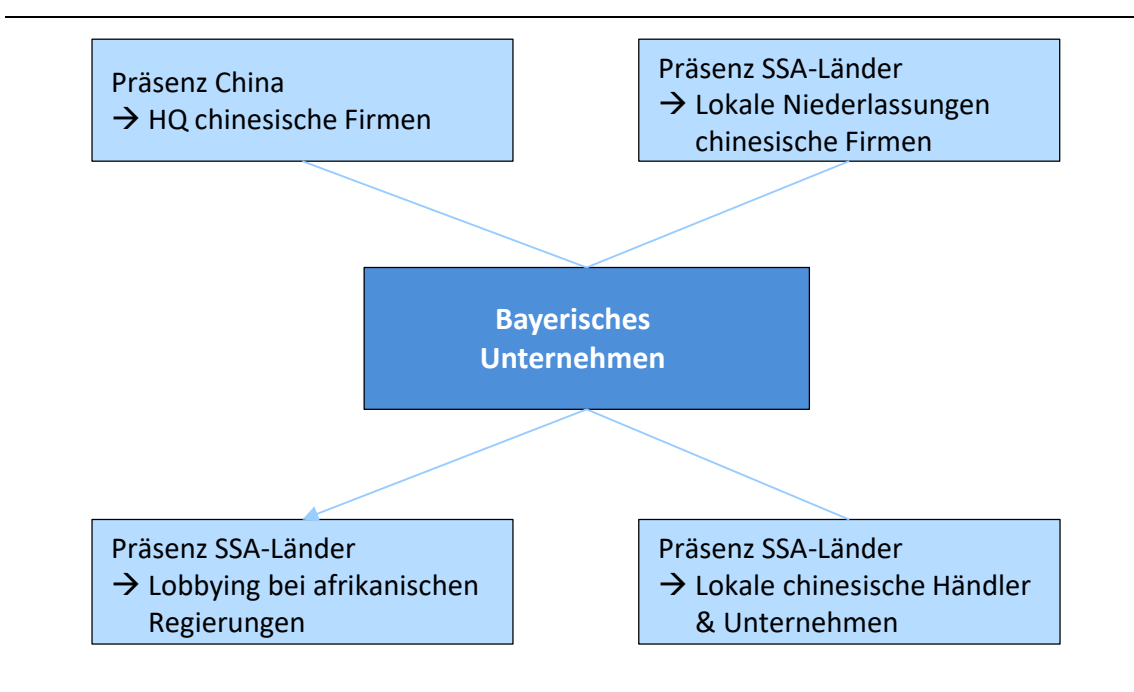 Präsenz China
→ HQ chinesische Firmen
Präsenz SSA-Länder
→ Lokale Niederlassungen
chinesische Firmen
Bayerisches
Unternehmen
Präsenz SSA-Länder
→ Lobbying bei afrikanischen
Regierungen
Präsenz SSA-Länder
→ Lokale chinesische Händler
& Unternehmen